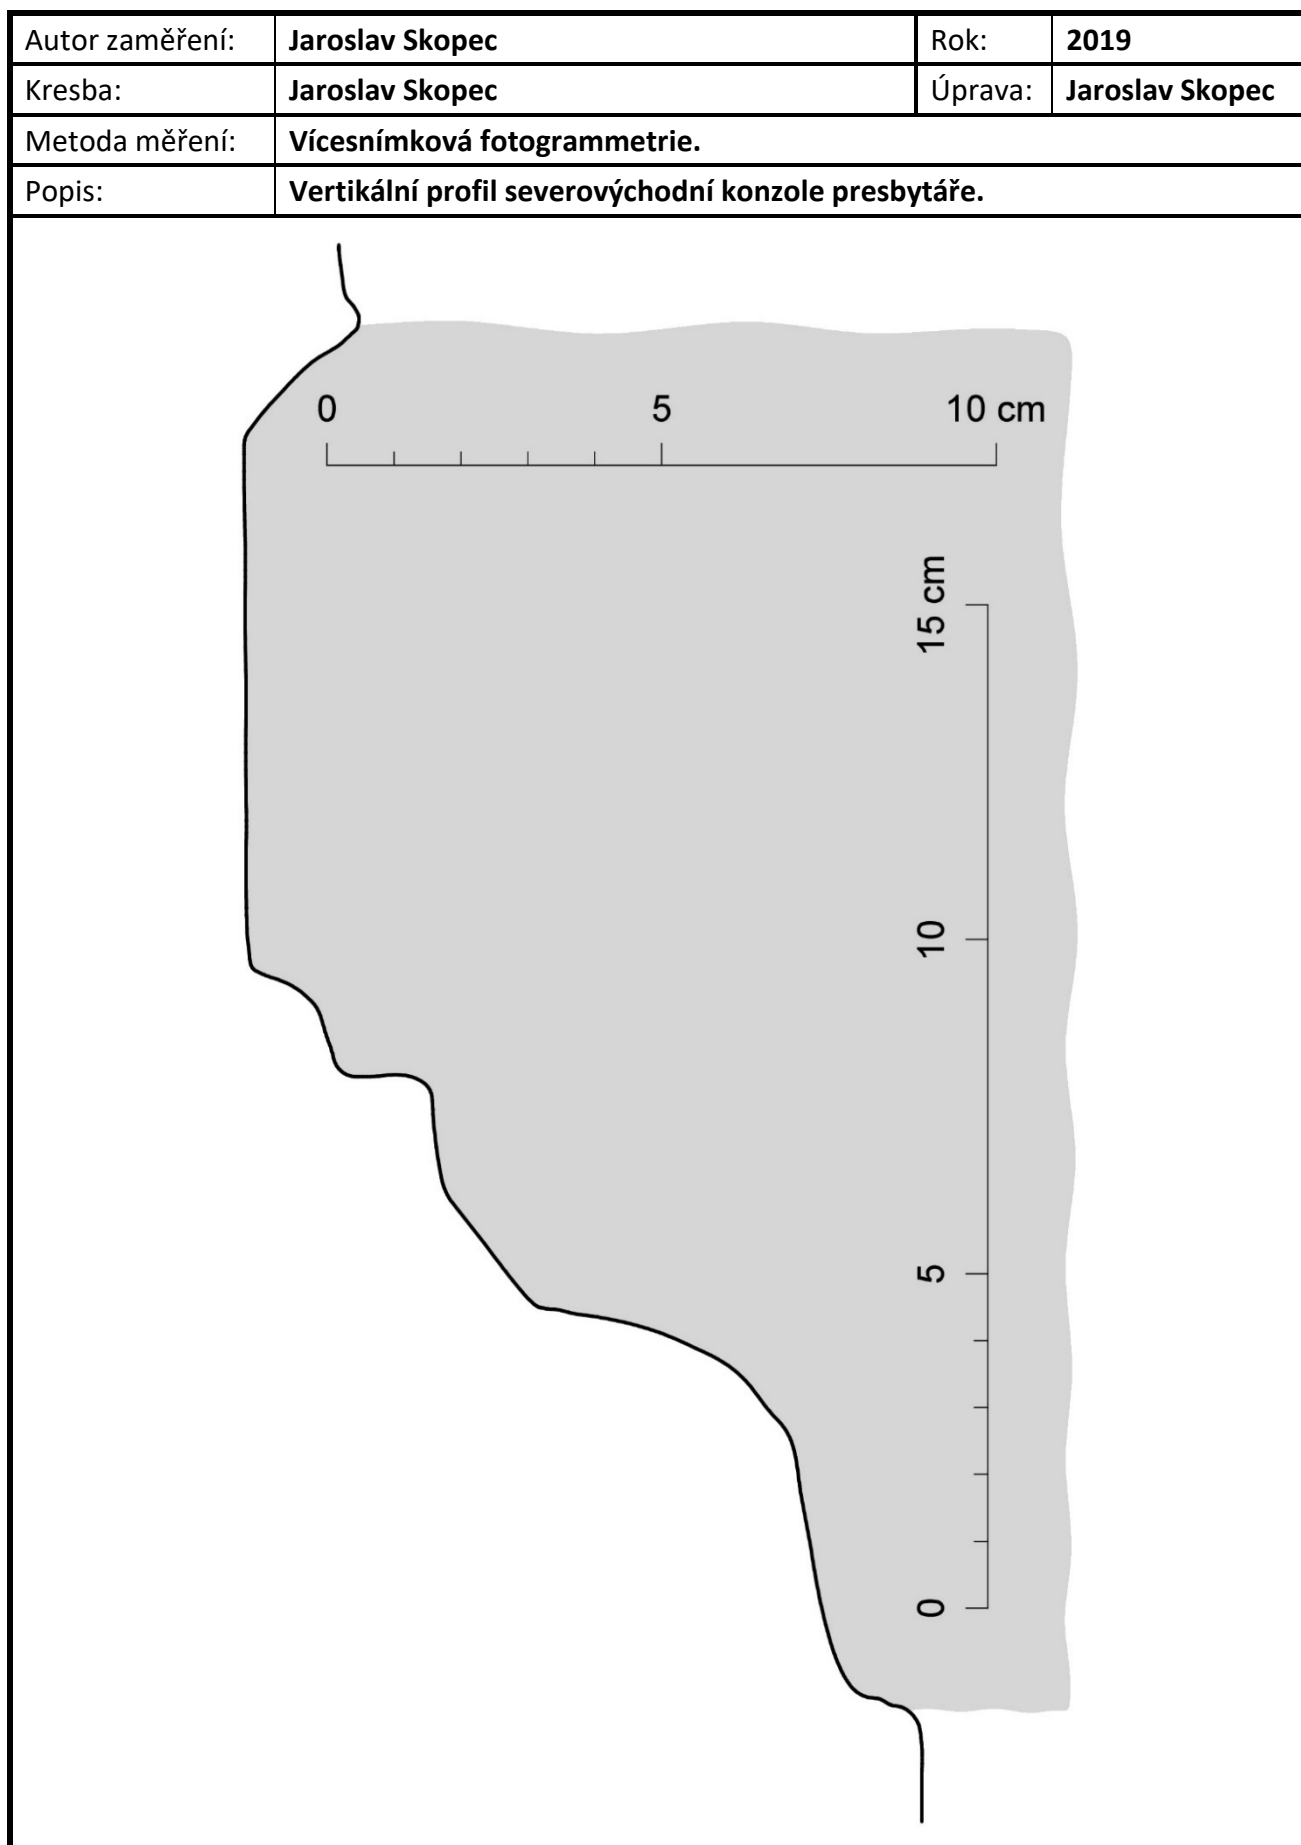 Autor zaměření: Jaroslav Skopec Rok: 2019
Kresba: Jaroslav Skopec Úprava: Jaroslav Skopec
Metoda měření: Vícesnímková fotogrammetrie.
Popis: Vertikální profil severovýchodní konzole presbytáře.
0 5 10 cm
15 cm
10
5
0